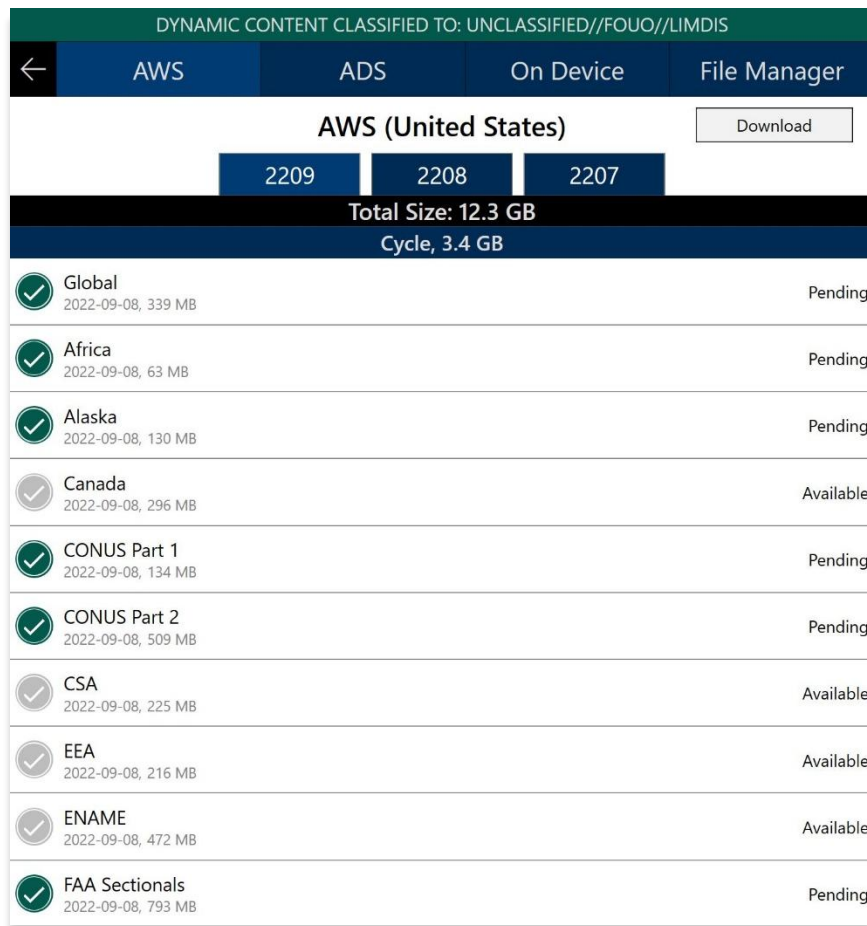 DYNAMIC CONTENT CLASSIFIED TO: UNCLASSIFIED//FOUO//LIMDIS
AWS ADS On Device File Manager
AWS (United States) Download
2209 2208 2207
Total Size: 12.3 GB
Cycle, 3.4 GB
Global
2022-09-08, 339 MB
Pending
Africa
2022-09-08, 63 MB
Pending
Alaska
2022-09-08, 130 MB
Pending
Canada
2022-09-08, 296 MB
Available
CONUS Part 1
2022-09-08, 134 MB
Pending
CONUS Part 2
2022-09-08, 509 MB
Pending
CSA
2022-09-08, 225 MB
Available
EEA
2022-09-08, 216 MB
Available
ENAME
2022-09-08, 472 MB
Available
FAA Sectionals
2022-09-08, 793 MB
Pending